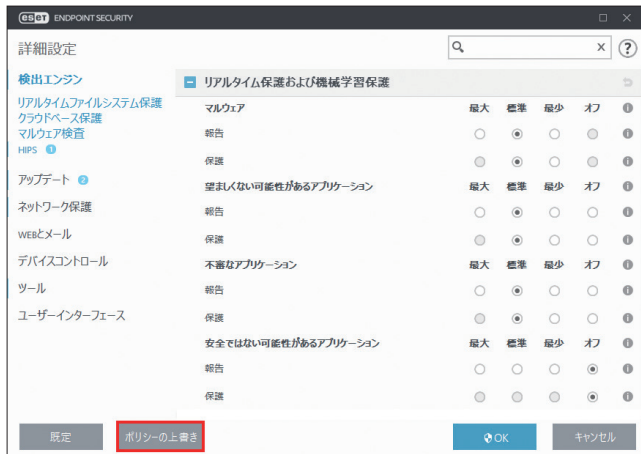 eset ENDPOINT SECURITY
詳細設定
検出エンジン
リアルタイムファイルシステム保護
クラウドベース保護
マルウェア検査
HIPS 1
アップデート 2
ネットワーク保護
WEBとメール
デバイスコントロール
ツール
ユーザーインターフェース
リアルタイム保護および機械学習保護
マルウェア 最大 標準 最少 オフ
報告
保護
望ましくない可能性があるアプリケーション 最大 標準 最少 オフ
報告
保護
不審なアプリケーション 最大 標準 最少 オフ
報告
保護
安全ではない可能性があるアプリケーション 最大 標準 最少 オフ
報告
保護
既定 ポリシーの上書き OK キャンセル